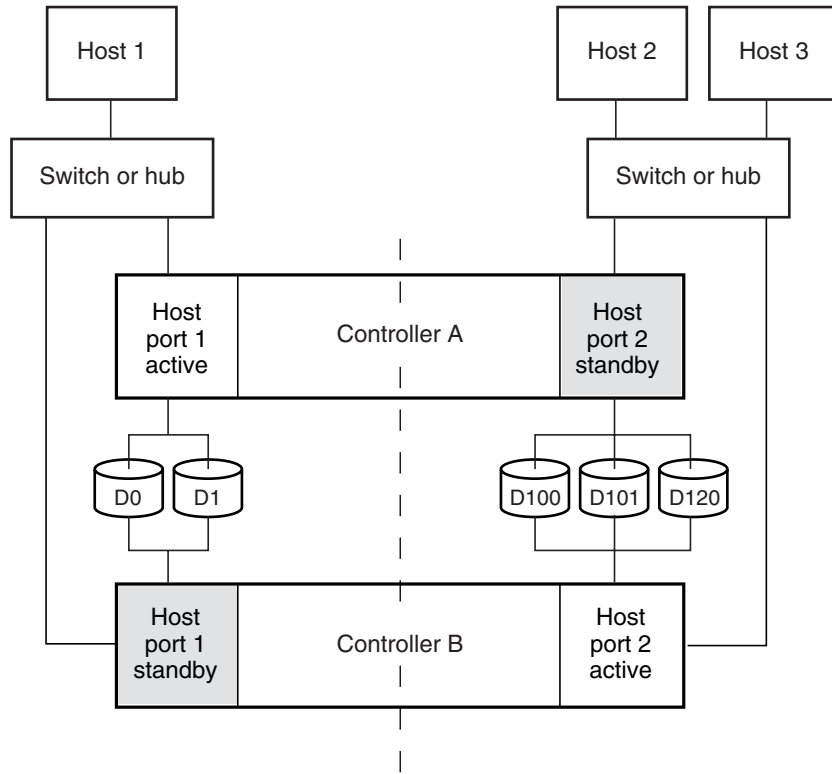 Host 1
Host 2
Host 3
Switch or hub
Switch or hub
Host
port 1
active
Controller A
Host
port 2
standby
D0
D1
D100
D101
D120
Host
port 1
standby
Controller B
Host
port 2
active